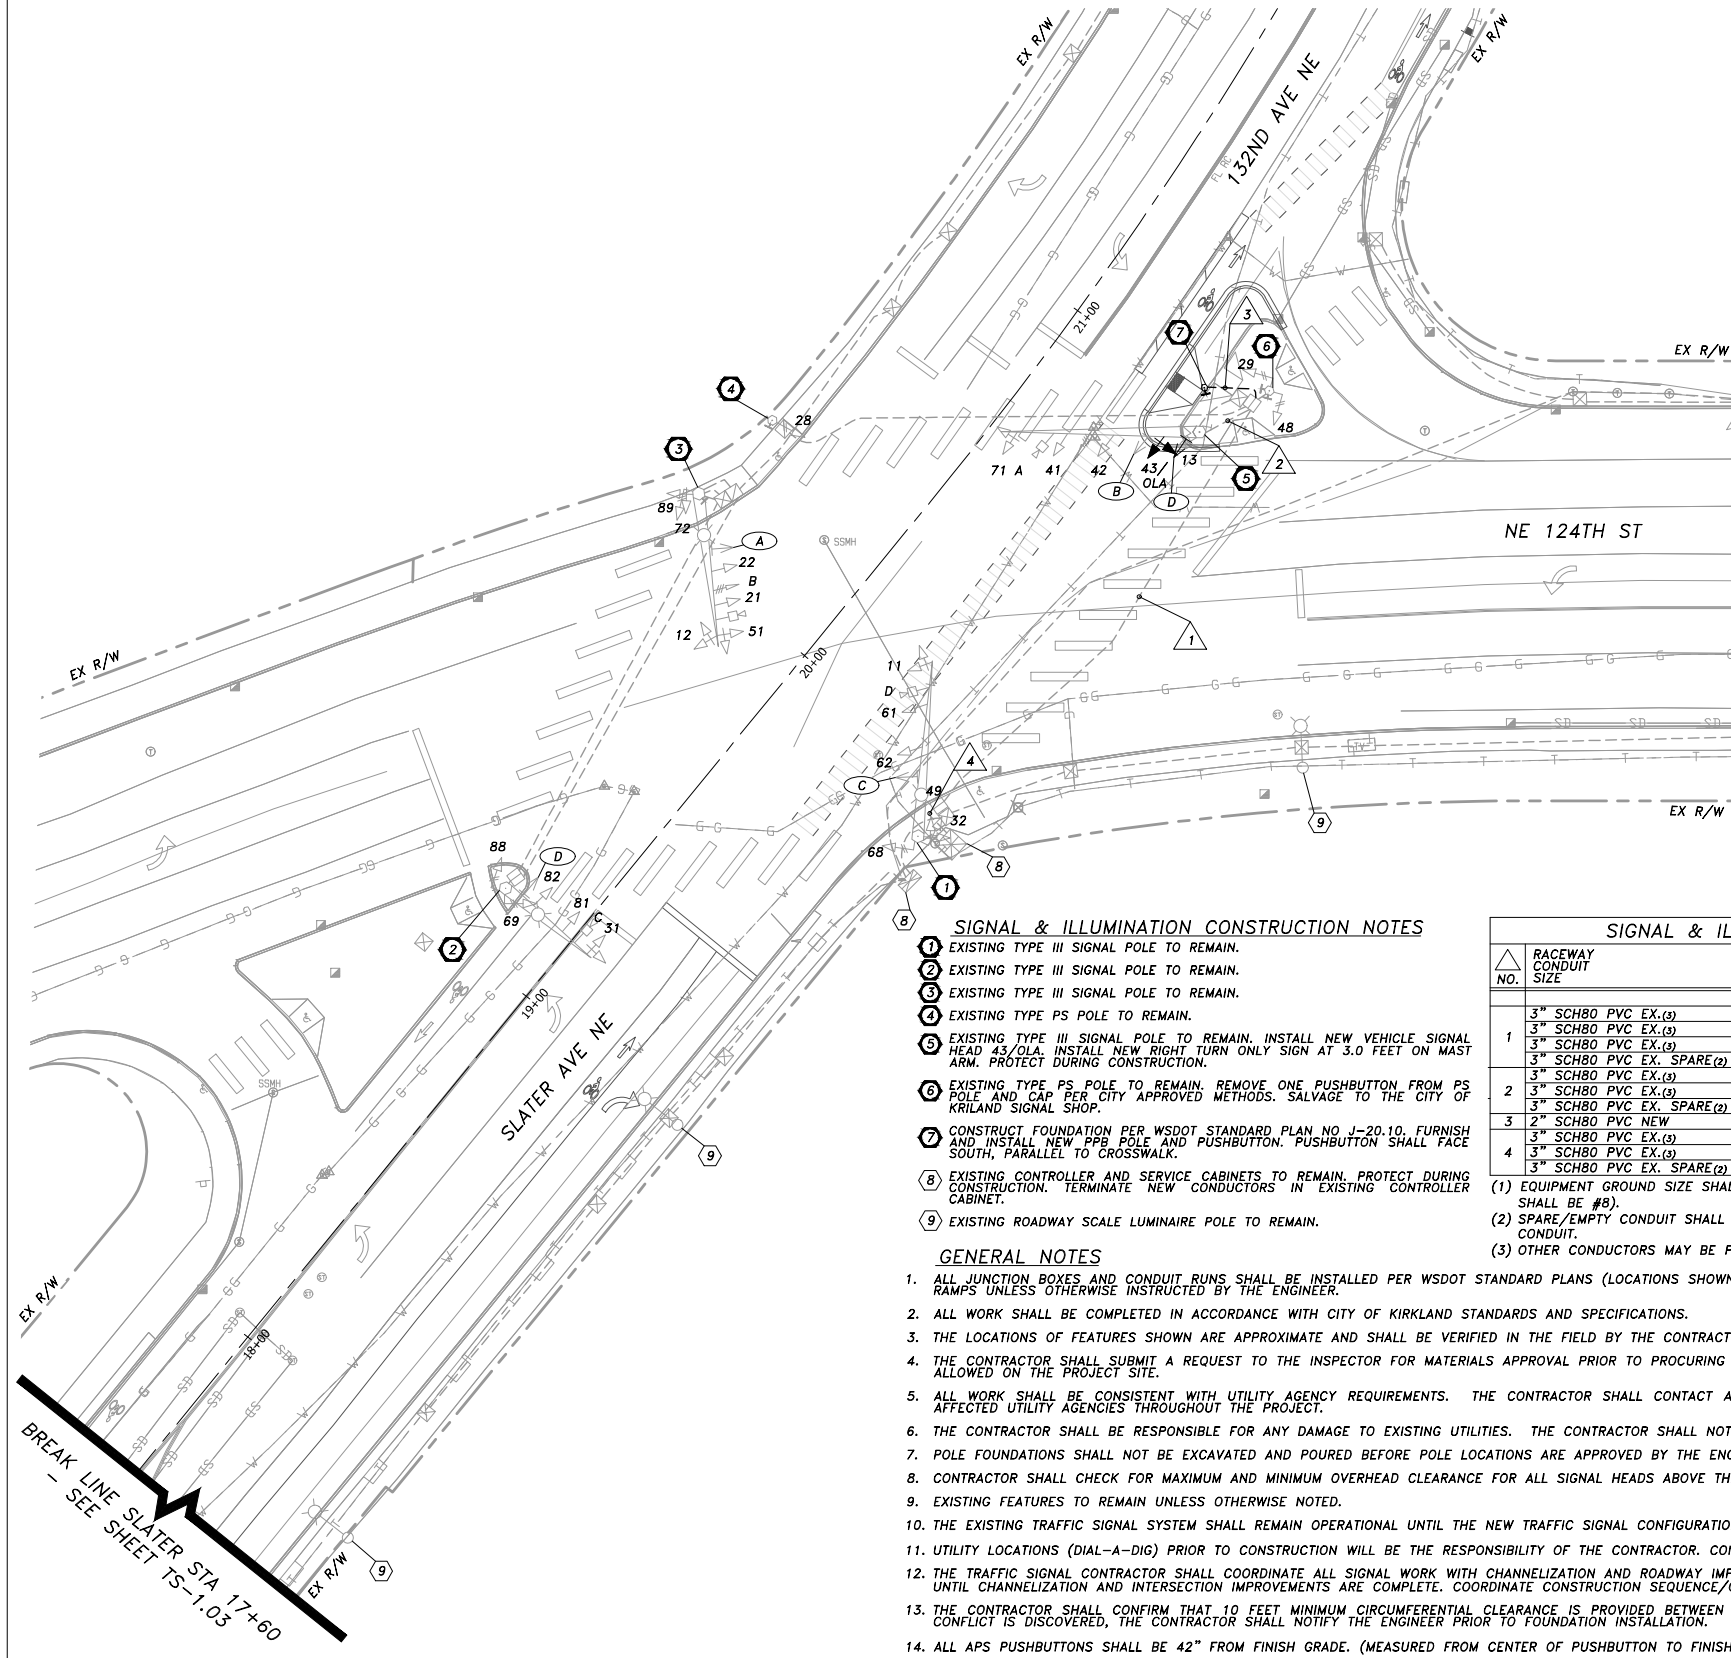 EX R/W
EX R/W
132ND AVE NE
FL RC
21+00
3
7
6
29
EX R/W
4
28
3
48
71 A
41
42
43/
OLA
13
2
B
D
5
89
72
A
SSMH
NE 124TH ST
22
B
21
12
51
1
EX R/W
20+00
11
D
61
62
4
C
49
EX R/W
32
9
88
D
68
8
82
1
69
81
C
31
8
2
19+00
SLATER AVE NE
SSMH
9
EX R/W
18+00
BREAK LINE SLATER STA 17+60
- SEE SHEET TS-1.03
EX R/W
9
SIGNAL & ILLUMINATION CONSTRUCTION NOTES
1 EXISTING TYPE III SIGNAL POLE TO REMAIN.
2 EXISTING TYPE III SIGNAL POLE TO REMAIN.
3 EXISTING TYPE III SIGNAL POLE TO REMAIN.
4 EXISTING TYPE PS POLE TO REMAIN.
5 EXISTING TYPE III SIGNAL POLE TO REMAIN. INSTALL NEW VEHICLE SIGNAL
HEAD 43/OLA. INSTALL NEW RIGHT TURN ONLY SIGN AT 3.0 FEET ON MAST
ARM. PROTECT DURING CONSTRUCTION.
6 EXISTING TYPE PS POLE TO REMAIN. REMOVE ONE PUSHBUTTON FROM PS
POLE AND CAP PER CITY APPROVED METHODS. SALVAGE TO THE CITY OF
KRILAND SIGNAL SHOP.
7 CONSTRUCT FOUNDATION PER WSDOT STANDARD PLAN NO J-20.10. FURNISH
AND INSTALL NEW PPB POLE AND PUSHBUTTON. PUSHBUTTON SHALL FACE
SOUTH, PARALLEL TO CROSSWALK.
8 EXISTING CONTROLLER AND SERVICE CABINETS TO REMAIN. PROTECT DURING
CONSTRUCTION. TERMINATE NEW CONDUCTORS IN EXISTING CONTROLLER
CABINET.
9 EXISTING ROADWAY SCALE LUMINAIRE POLE TO REMAIN.
SIGNAL & IL
NO.
RACEWAY
CONDUIT
SIZE
1
3" SCH80 PVC EX.(3)
3" SCH80 PVC EX.(3)
3" SCH80 PVC EX.(3)
3" SCH80 PVC EX. SPARE(2)
2
3" SCH80 PVC EX.(3)
3" SCH80 PVC EX.(3)
3" SCH80 PVC EX. SPARE(2)
3 2" SCH80 PVC NEW
4
3" SCH80 PVC EX.(3)
3" SCH80 PVC EX.(3)
3" SCH80 PVC EX. SPARE(2)
(1) EQUIPMENT GROUND SIZE SHAL
SHALL BE #8).
(2) SPARE/EMPTY CONDUIT SHALL
CONDUIT.
(3) OTHER CONDUCTORS MAY BE P
GENERAL NOTES
1. ALL JUNCTION BOXES AND CONDUIT RUNS SHALL BE INSTALLED PER WSDOT STANDARD PLANS (LOCATIONS SHOWN
RAMPS UNLESS OTHERWISE INSTRUCTED BY THE ENGINEER.
2. ALL WORK SHALL BE COMPLETED IN ACCORDANCE WITH CITY OF KIRKLAND STANDARDS AND SPECIFICATIONS.
3. THE LOCATIONS OF FEATURES SHOWN ARE APPROXIMATE AND SHALL BE VERIFIED IN THE FIELD BY THE CONTRACT
4. THE CONTRACTOR SHALL SUBMIT A REQUEST TO THE INSPECTOR FOR MATERIALS APPROVAL PRIOR TO PROCURING
ALLOWED ON THE PROJECT SITE.
5. ALL WORK SHALL BE CONSISTENT WITH UTILITY AGENCY REQUIREMENTS. THE CONTRACTOR SHALL CONTACT A
AFFECTED UTILITY AGENCIES THROUGHOUT THE PROJECT.
6. THE CONTRACTOR SHALL BE RESPONSIBLE FOR ANY DAMAGE TO EXISTING UTILITIES. THE CONTRACTOR SHALL NOT
7. POLE FOUNDATIONS SHALL NOT BE EXCAVATED AND POURED BEFORE POLE LOCATIONS ARE APPROVED BY THE ENG
8. CONTRACTOR SHALL CHECK FOR MAXIMUM AND MINIMUM OVERHEAD CLEARANCE FOR ALL SIGNAL HEADS ABOVE TH
9. EXISTING FEATURES TO REMAIN UNLESS OTHERWISE NOTED.
10. THE EXISTING TRAFFIC SIGNAL SYSTEM SHALL REMAIN OPERATIONAL UNTIL THE NEW TRAFFIC SIGNAL CONFIGURATIO
11. UTILITY LOCATIONS (DIAL-A-DIG) PRIOR TO CONSTRUCTION WILL BE THE RESPONSIBILITY OF THE CONTRACTOR. CO
12. THE TRAFFIC SIGNAL CONTRACTOR SHALL COORDINATE ALL SIGNAL WORK WITH CHANNELIZATION AND ROADWAY IMP
UNTIL CHANNELIZATION AND INTERSECTION IMPROVEMENTS ARE COMPLETE. COORDINATE CONSTRUCTION SEQUENCE/
13. THE CONTRACTOR SHALL CONFIRM THAT 10 FEET MINIMUM CIRCUMFERENTIAL CLEARANCE IS PROVIDED BETWEEN
CONFLICT IS DISCOVERED, THE CONTRACTOR SHALL NOTIFY THE ENGINEER PRIOR TO FOUNDATION INSTALLATION.
14. ALL APS PUSHBUTTONS SHALL BE 42" FROM FINISH GRADE. (MEASURED FROM CENTER OF PUSHBUTTON TO FINISH